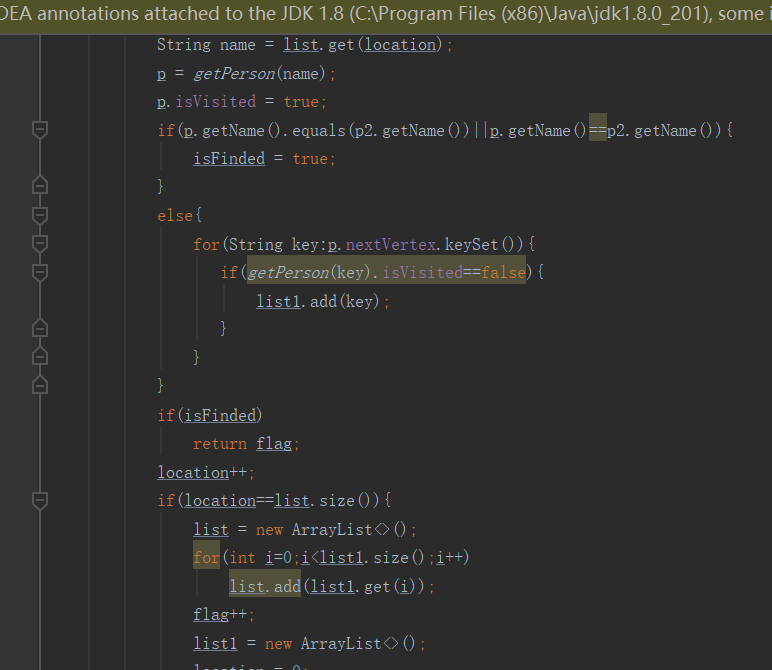 DEA annotations attached to the JDK 1.8 (C:\Program Files (x86)\Java\jdk1.8.0_201), some i
String name = list.get(location);
p = getPerson(name);
p.isVisited = true;
if(p.getName().equals(p2.getName())||p.getName()==p2.getName()){
isFinded = true;
}
else{
for(String key:p.nextVertex.keySet()){
if(getPerson(key).isVisited==false){
list1.add(key);
}
}
}
if(isFinded)
return flag;
location++;
if(location==list.size()){
list = new ArrayList<>();
for(int i=0;i<list1.size();i++)
list.add(list1.get(i));
flag++;
list1 = new ArrayList<>();
location = 0;